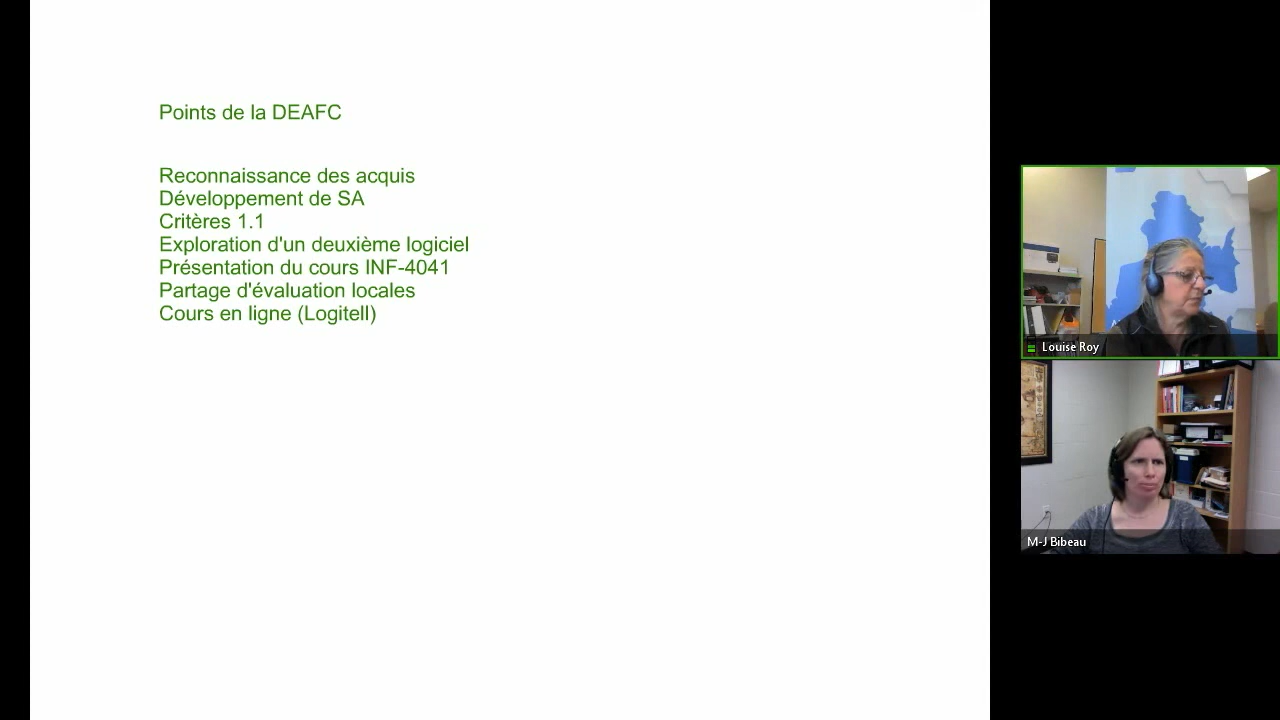 Points de la DEAFC
Reconnaissance des acquis
Développement de SA
Critères 1.1
Exploration d'un deuxième logiciel
Présentation du cours INF-4041
Partage d'évaluation locales
Cours en ligne (Logitell)
Louise Roy
M-J Bibeau